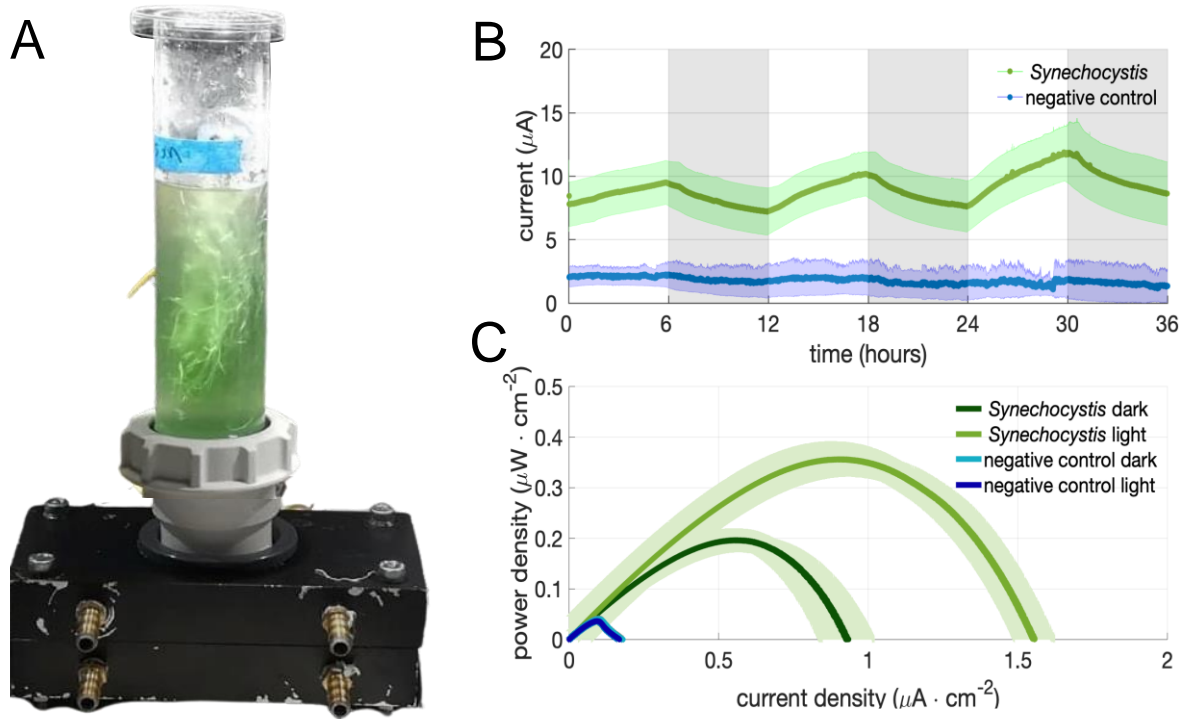 A
B
20
15
10
5
0
current (μA)
Synechocystis
negative control
0 6 12 18 24 30 36
time (hours)
C
0.5
0.4
0.3
0.2
0.1
0
power density (μW · cm⁻²)
Synechocystis dark
Synechocystis light
negative control dark
negative control light
0 0.5 1 1.5 2
current density (μA · cm⁻²)